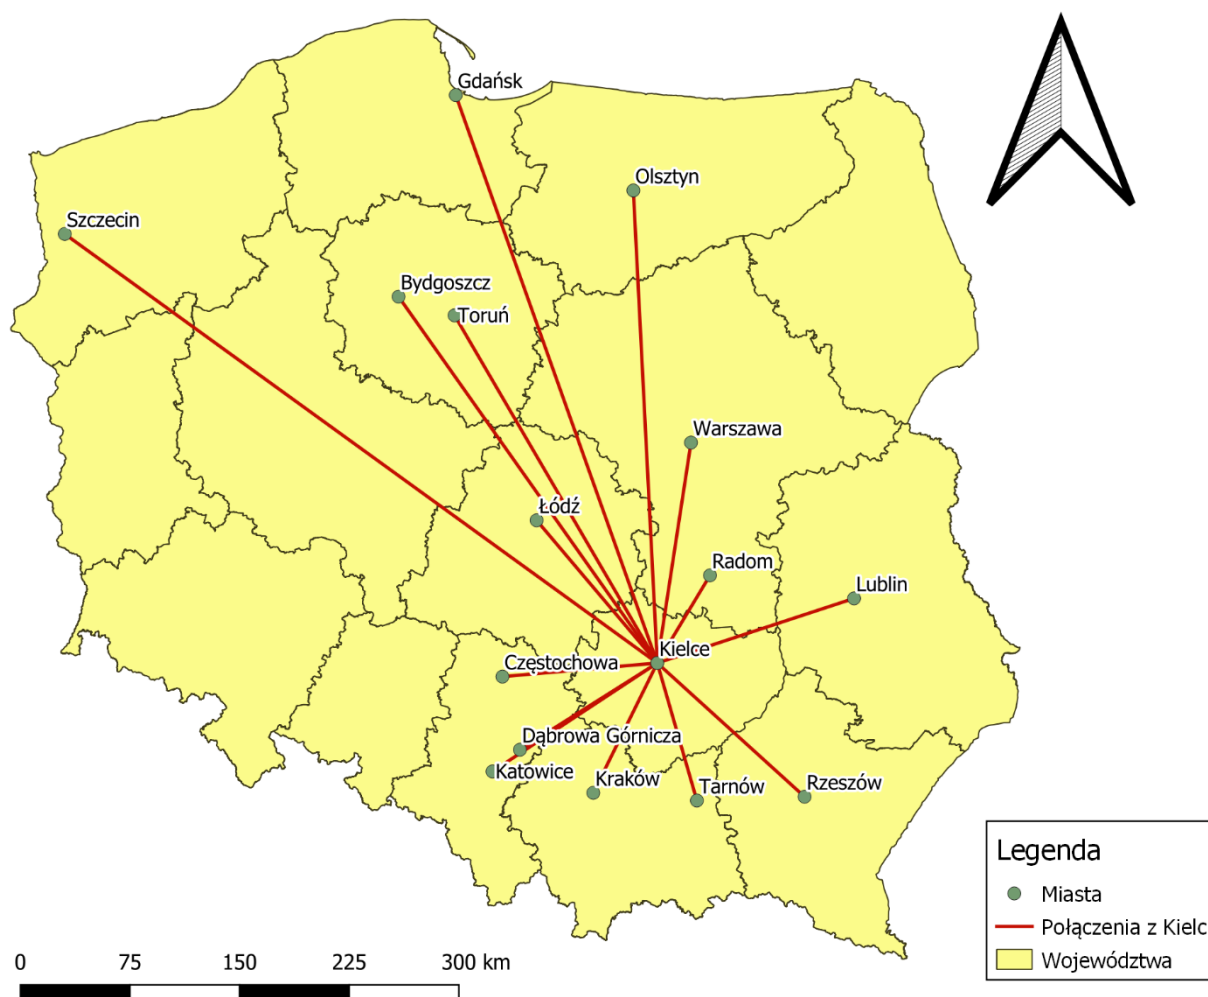 Gdańsk
Olsztyn
Szczecin
Bydgoszcz
Toruń
Warszawa
Łódź
Radom
Lublin
Kielce
Częstochowa
Dąbrowa Górnicza
Katowice
Kraków
Tarnów
Rzeszów
Legenda
Miasta
Połączenia z Kielc
Województwa
0 75 150 225 300 km